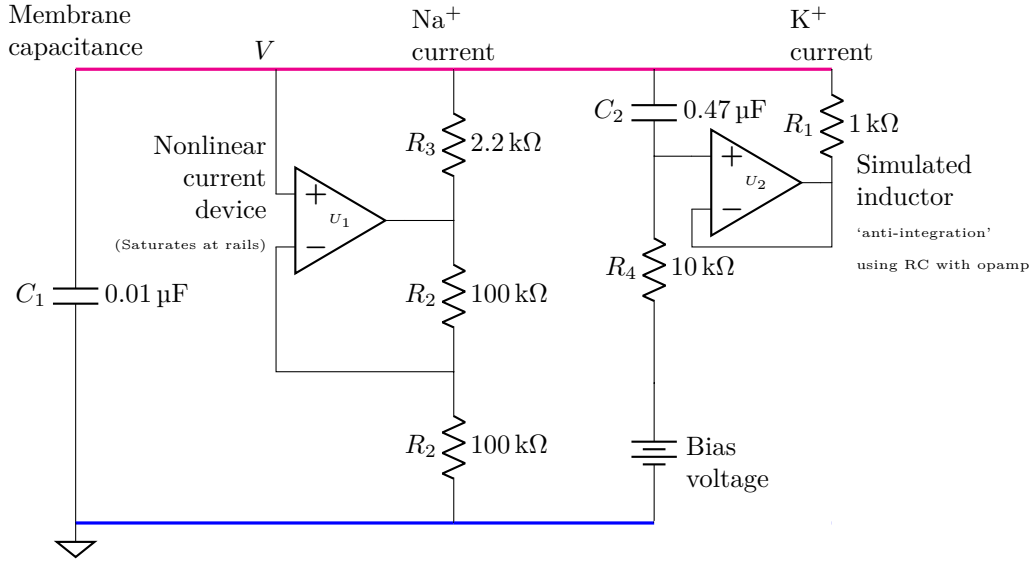 Membrane
capacitance
V
Na⁺
current
K⁺
current
C₂ 0.47 µF
R₁ 1 kΩ
R₃ 2.2 kΩ
Nonlinear
current
device
(Saturates at rails)
+
U₁
−
+
U₂
−
Simulated
inductor
‘anti-integration’
using RC with opamp
R₄ 10 kΩ
C₁ 0.01 µF
R₂ 100 kΩ
R₂ 100 kΩ
Bias
voltage